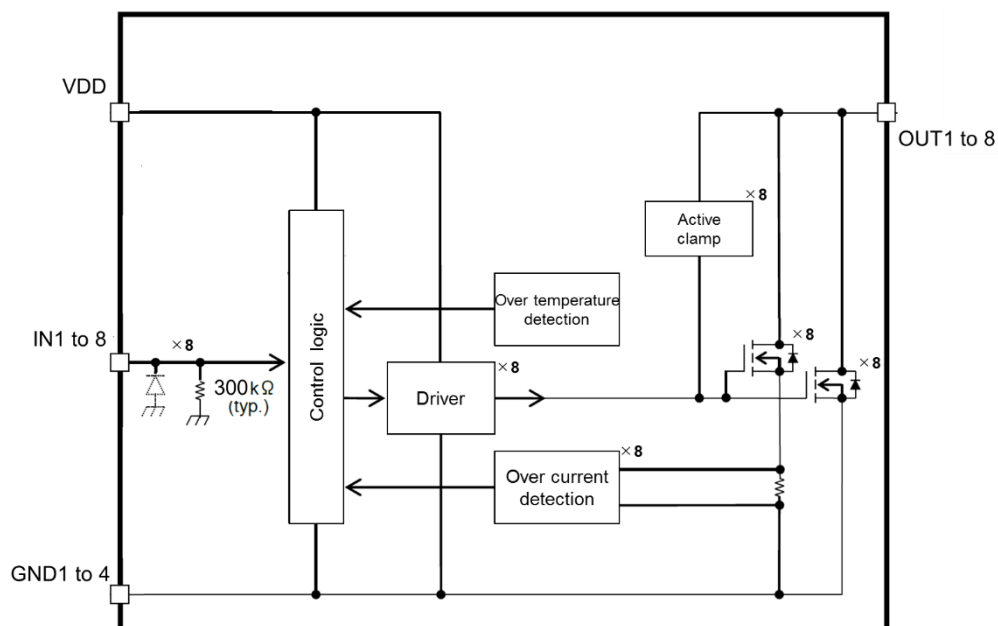 VDD
OUT1 to 8
× 8
Active
clamp
Over temperature
detection
IN1 to 8
× 8
× 8
300kΩ
(typ.)
Control logic
× 8
Driver
× 8
× 8
Over current
detection
GND1 to 4